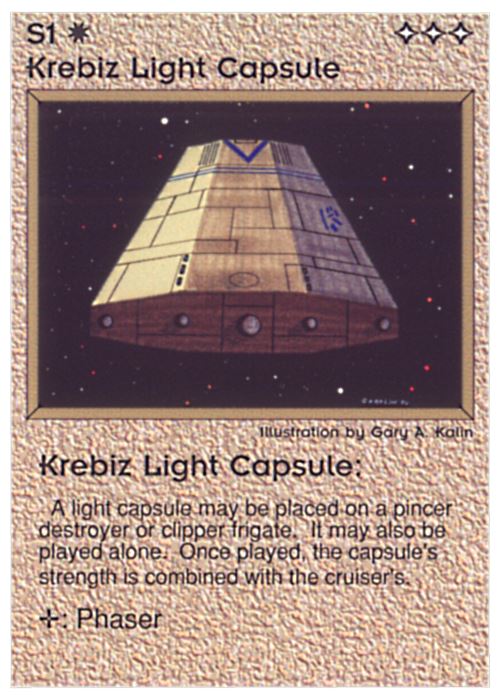 S1
Krebiz Light Capsule
Illustration by Gary A. Kalin
Krebiz Light Capsule:
A light capsule may be placed on a pincer
destroyer or clipper frigate. It may also be
played alone. Once played, the capsule's
strength is combined with the cruiser's.
✛: Phaser